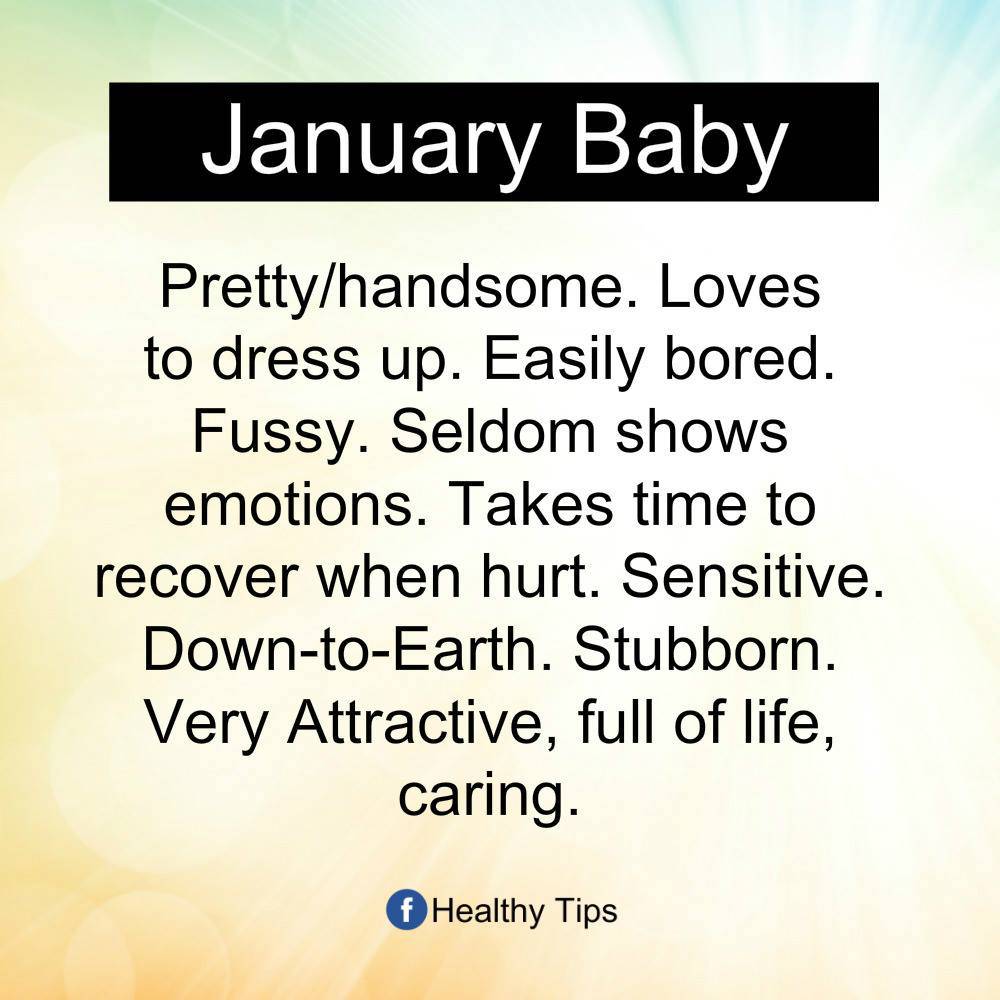 January Baby
Pretty/handsome. Loves
to dress up. Easily bored.
Fussy. Seldom shows
emotions. Takes time to
recover when hurt. Sensitive.
Down-to-Earth. Stubborn.
Very Attractive, full of life,
caring.
f Healthy Tips